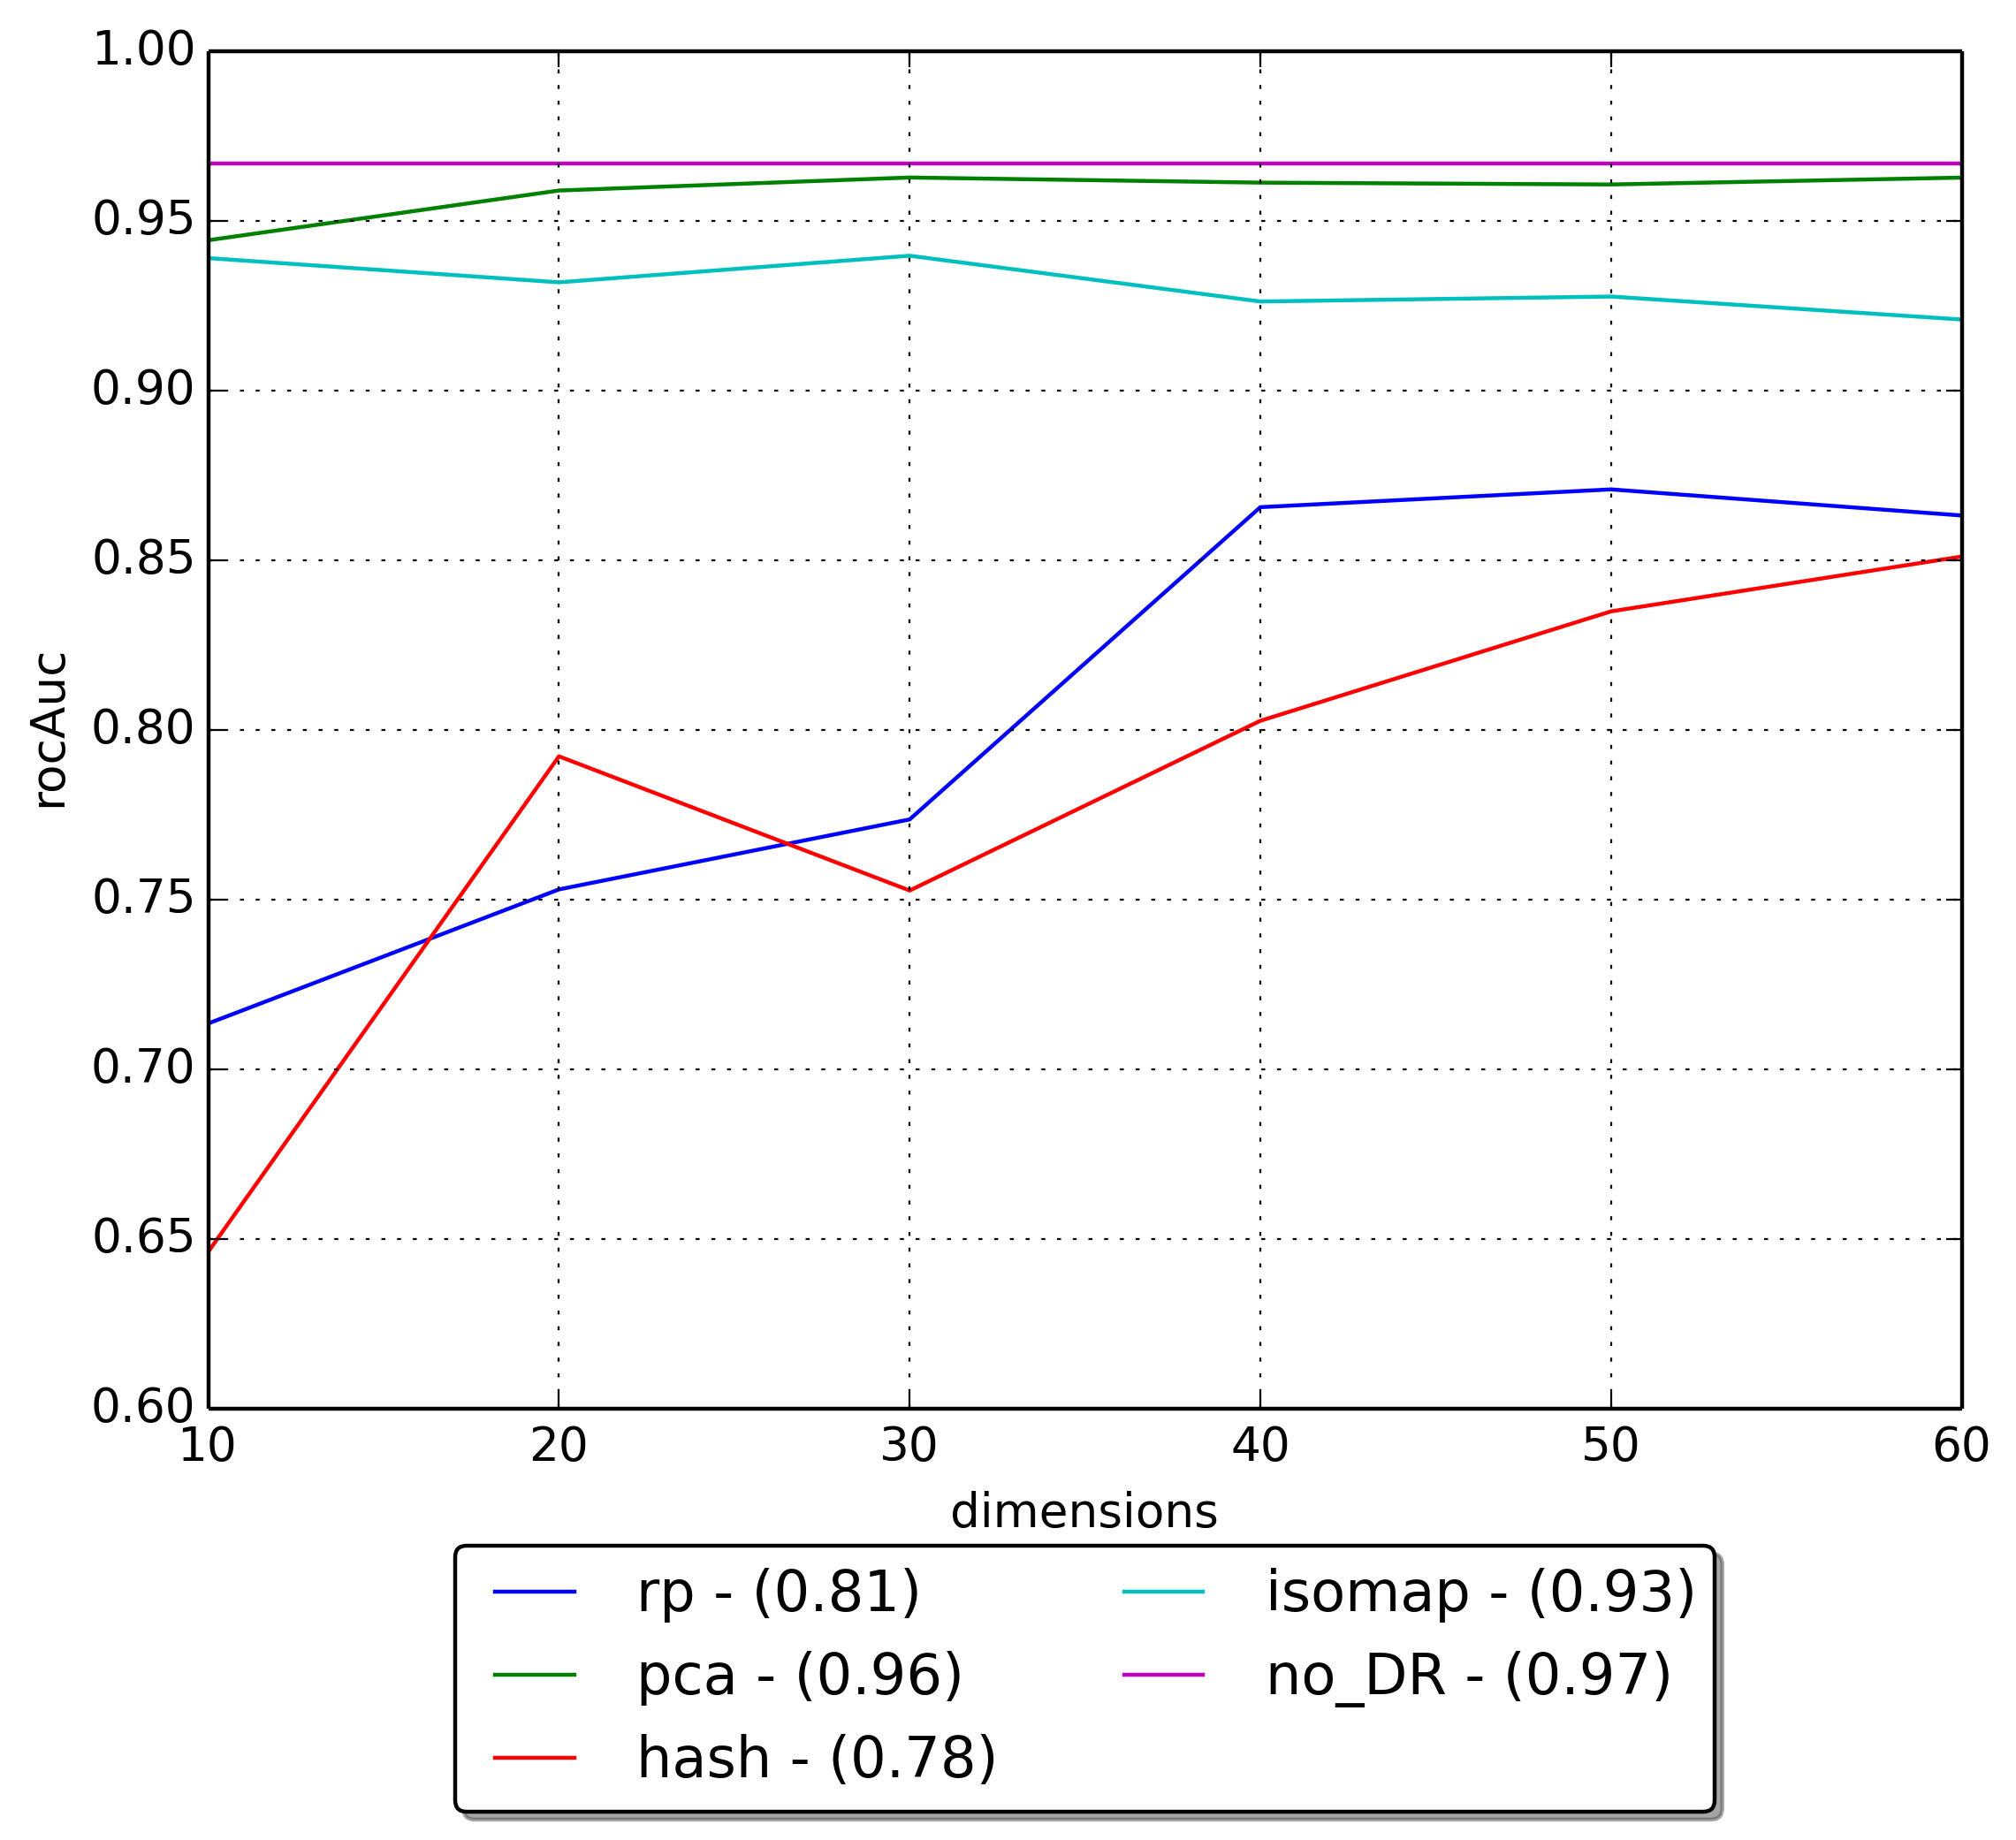 1.00
0.95
0.90
0.85
0.80
0.75
0.70
0.65
0.60
rocAuc
10 20 30 40 50 60
dimensions
rp - (0.81)
pca - (0.96)
hash - (0.78)
isomap - (0.93)
no_DR - (0.97)